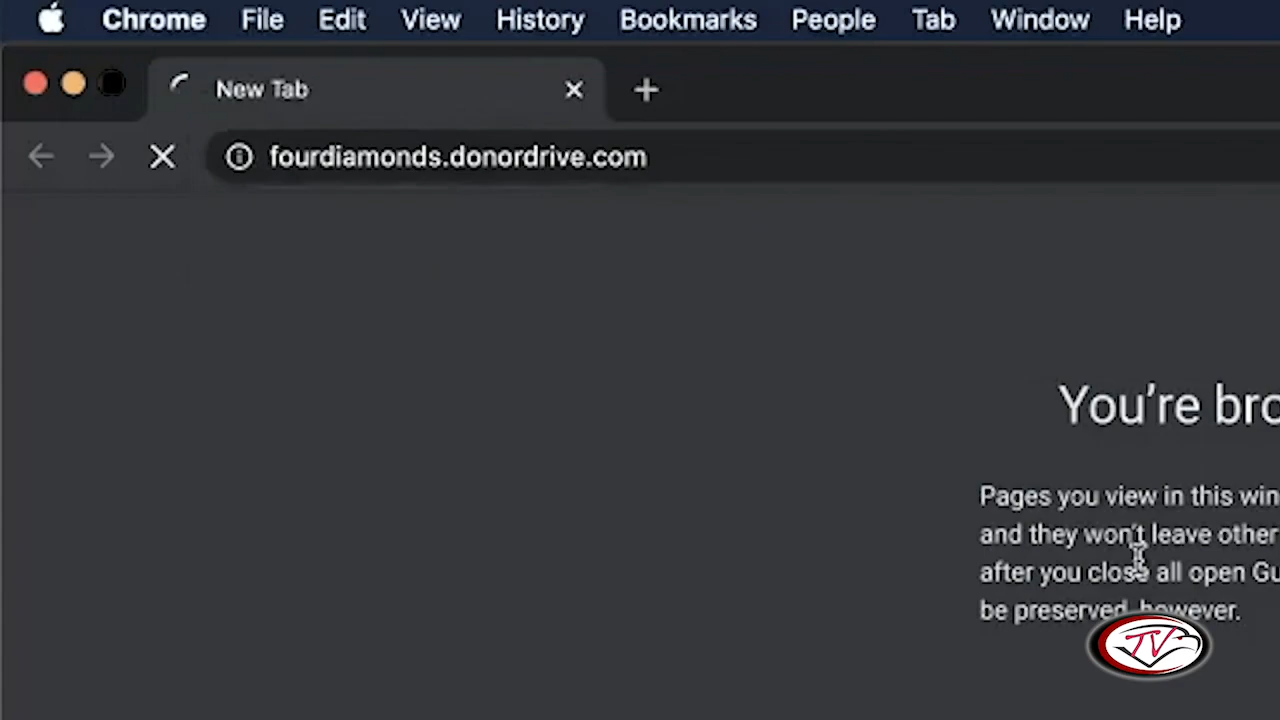 Chrome File Edit View History Bookmarks People Tab Window Help
New Tab
fourdiamonds.donordrive.com
You're bro
Pages you view in this win
and they won't leave other
after you close all open Gu
be preserved, however.
TV